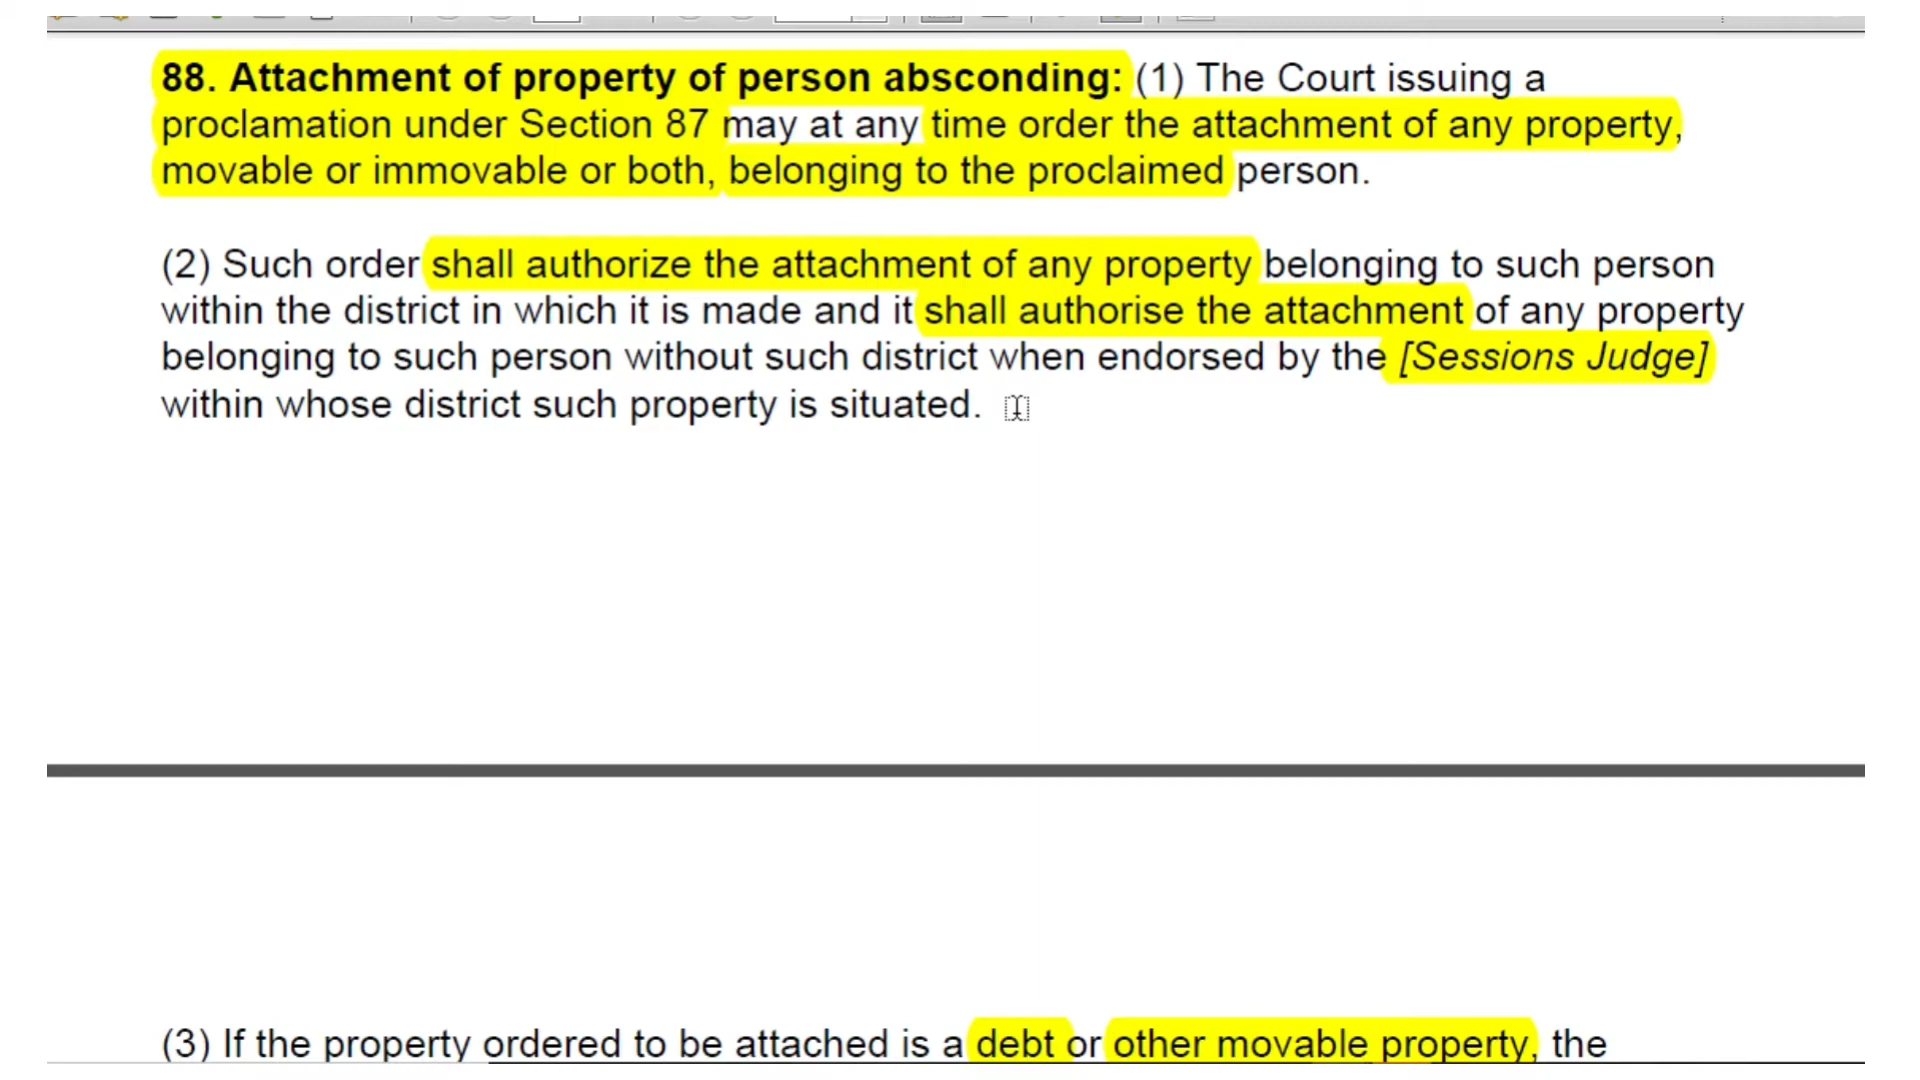 88. Attachment of property of person absconding: (1) The Court issuing a
proclamation under Section 87 may at any time order the attachment of any property,
movable or immovable or both, belonging to the proclaimed person.
(2) Such order shall authorize the attachment of any property belonging to such person
within the district in which it is made and it shall authorise the attachment of any property
belonging to such person without such district when endorsed by the [Sessions Judge]
within whose district such property is situated.
(3) If the property ordered to be attached is a debt or other movable property, the